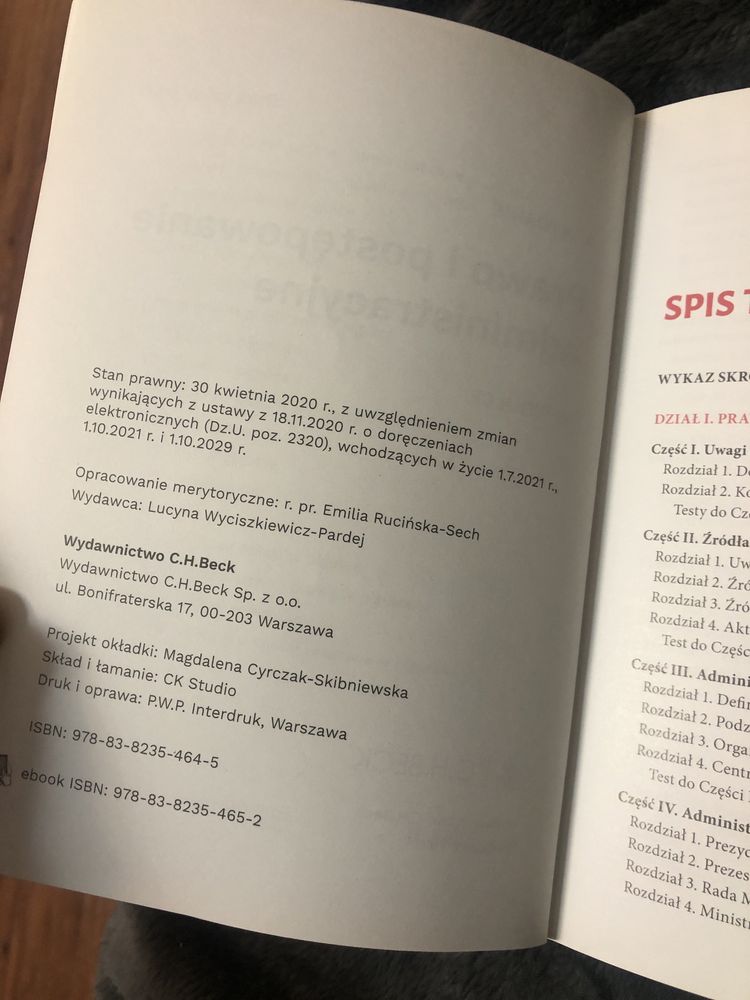 Stan prawny: 30 kwietnia 2020 r., z uwzględnieniem zmian
wynikających z ustawy z 18.11.2020 r. o doręczeniach
elektronicznych (Dz.U. poz. 2320), wchodzących w życie 1.7.2021 r.,
1.10.2021 r. i 1.10.2029 r.
Opracowanie merytoryczne: r. pr. Emilia Rucińska-Sech
Wydawca: Lucyna Wyciszkiewicz-Pardej
Wydawnictwo C.H.Beck
Wydawnictwo C.H.Beck Sp. z o.o.
ul. Bonifraterska 17, 00-203 Warszawa
Projekt okładki: Magdalena Cyrczak-Skibniewska
Skład i łamanie: CK Studio
Druk i oprawa: P.W.P. Interdruk, Warszawa
ISBN: 978-83-8235-464-5
ebook ISBN: 978-83-8235-465-2
SPIS
WYKAZ SKR
DZIAŁ I. PRA
Część I. Uwagi
Rozdział 1. De
Rozdział 2. Ko
Testy do Czę
Część II. Źródła
Rozdział 1. Uw
Rozdział 2. Źró
Rozdział 3. Źró
Rozdział 4. Akt
Test do Częśc
Część III. Admini
Rozdział 1. Defin
Rozdział 2. Podz
Rozdział 3. Orga
Rozdział 4. Centr
Test do Części
Część IV. Administ
Rozdział 1. Prezyd
Rozdział 2. Prezes
Rozdział 3. Rada M
Rozdział 4. Ministr